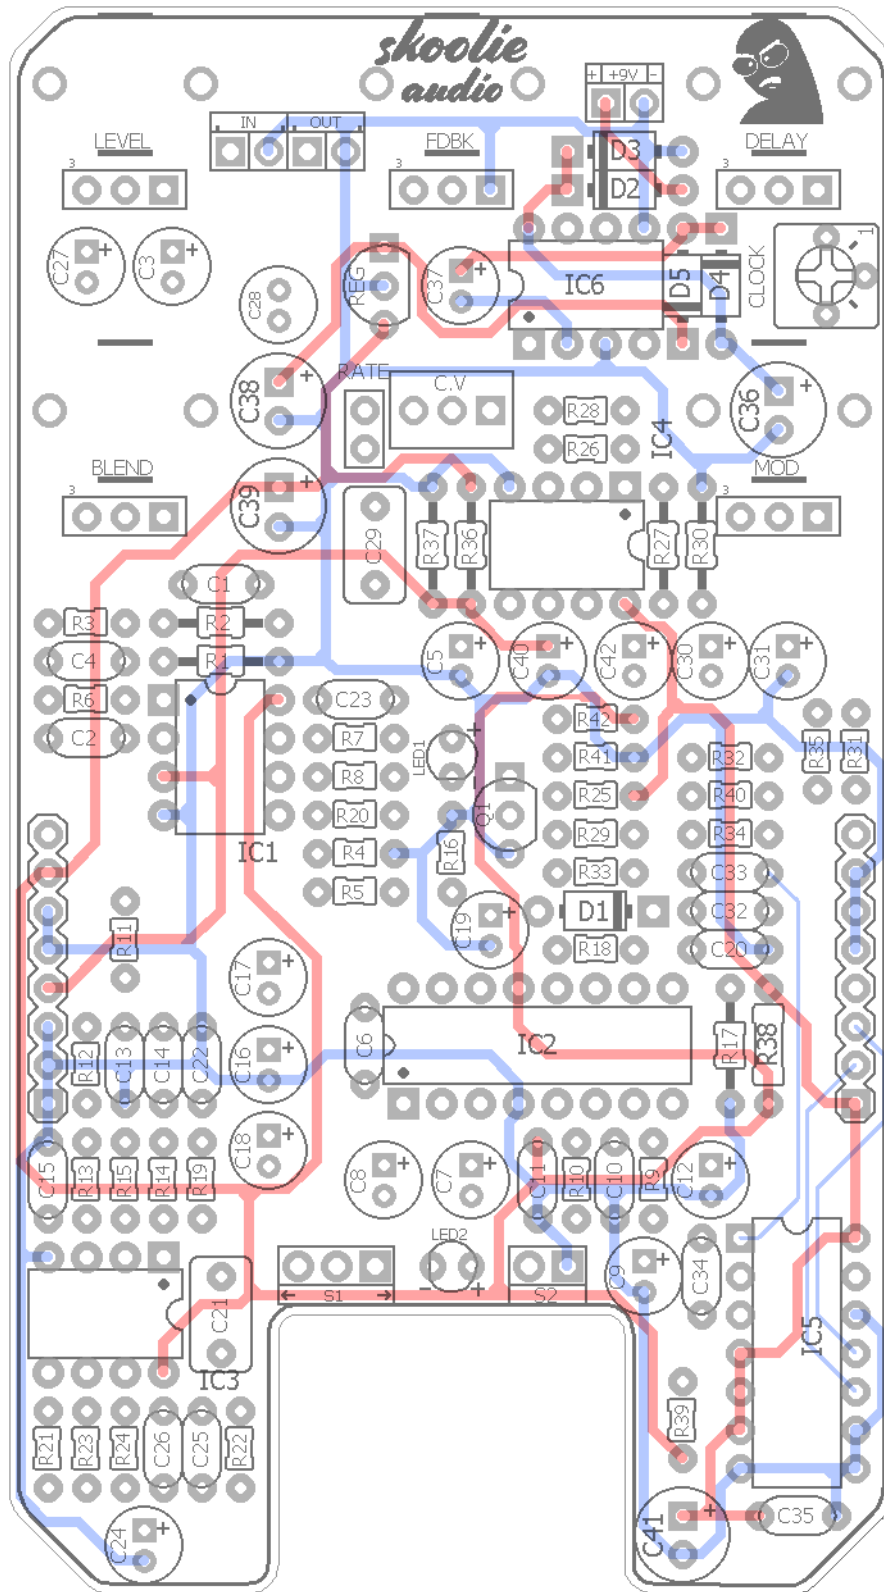 skoolie
audio
+ +9V -
IN OUT
LEVEL FDBK D3 DELAY
3 3 D2 3
C27 C3 C28 REG C37 IC6 D5 D4 CLOCK 1
C38 RATE C.V R28 IC4 C36
R26
BLEND C39 MOD
3 3
C29 R37 R36 R27 R30
C1
R3 R2
C4 R1 C5 C40 C42 C30 C31
R6 C23
C2 R7 LED1 R42 R35 R31
R8 R41 R32
R20 Q1 R25 R40
IC1 R4 R16 R29 R34
R5 R33 C33
R11 C19 D1 C32
C17 R18 C20
R12 C13 C14 C22 C16 C6 IC2 R17 R38
C18
C15 R13 R15 R14 R19 C8 C7 C11 R10 C10 R9 C12
LED2
C21 S1 - + S2 C9 C34 IC5
IC3
R21 R23 R24 C26 C25 R22 R39
C24 C41 C35